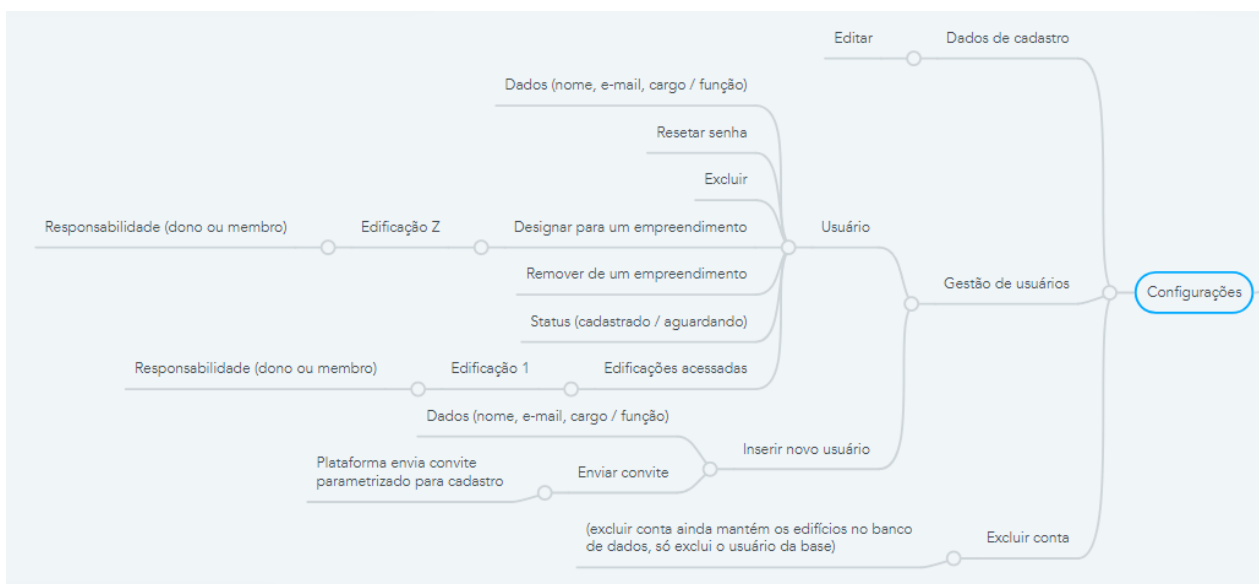 Editar
Dados de cadastro
Dados (nome, e-mail, cargo / função)
Resetar senha
Excluir
Responsabilidade (dono ou membro)
Edificação Z
Designar para um empreendimento
Usuário
Remover de um empreendimento
Gestão de usuários
Configurações
Status (cadastrado / aguardando)
Responsabilidade (dono ou membro)
Edificação 1
Edificações acessadas
Dados (nome, e-mail, cargo / função)
Inserir novo usuário
Plataforma envia convite
parametrizado para cadastro
Enviar convite
(excluir conta ainda mantém os edifícios no banco
de dados, só exclui o usuário da base)
Excluir conta